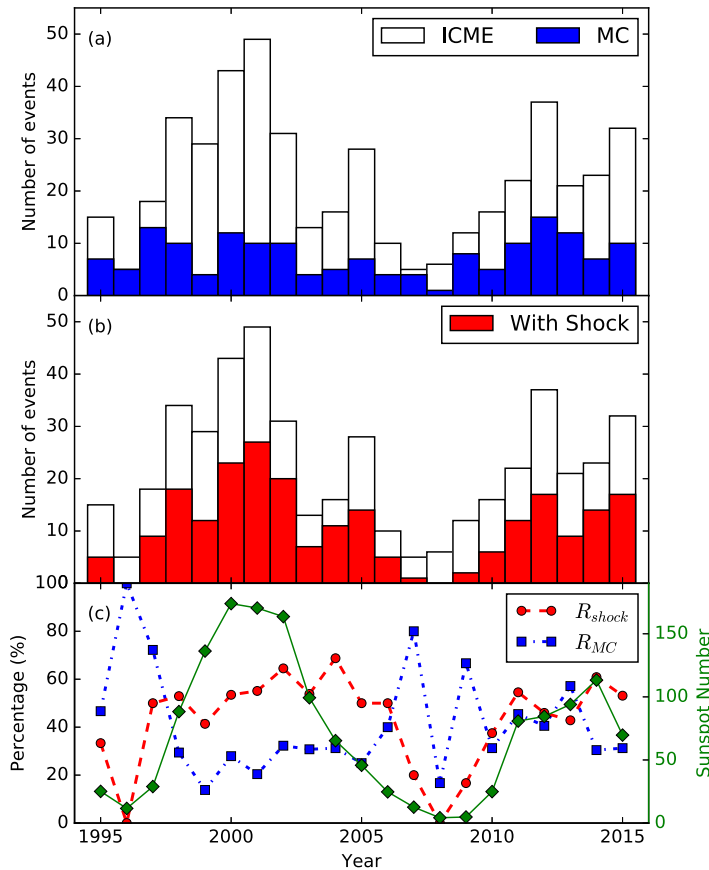 (a)
ICME
MC
50
40
30
20
10
0
Number of events
(b)
With Shock
50
40
30
20
10
0
Number of events
(c)
R_shock
R_MC
100
80
60
40
20
0
Percentage (%)
150
100
50
0
Sunspot Number
1995 2000 2005 2010 2015
Year